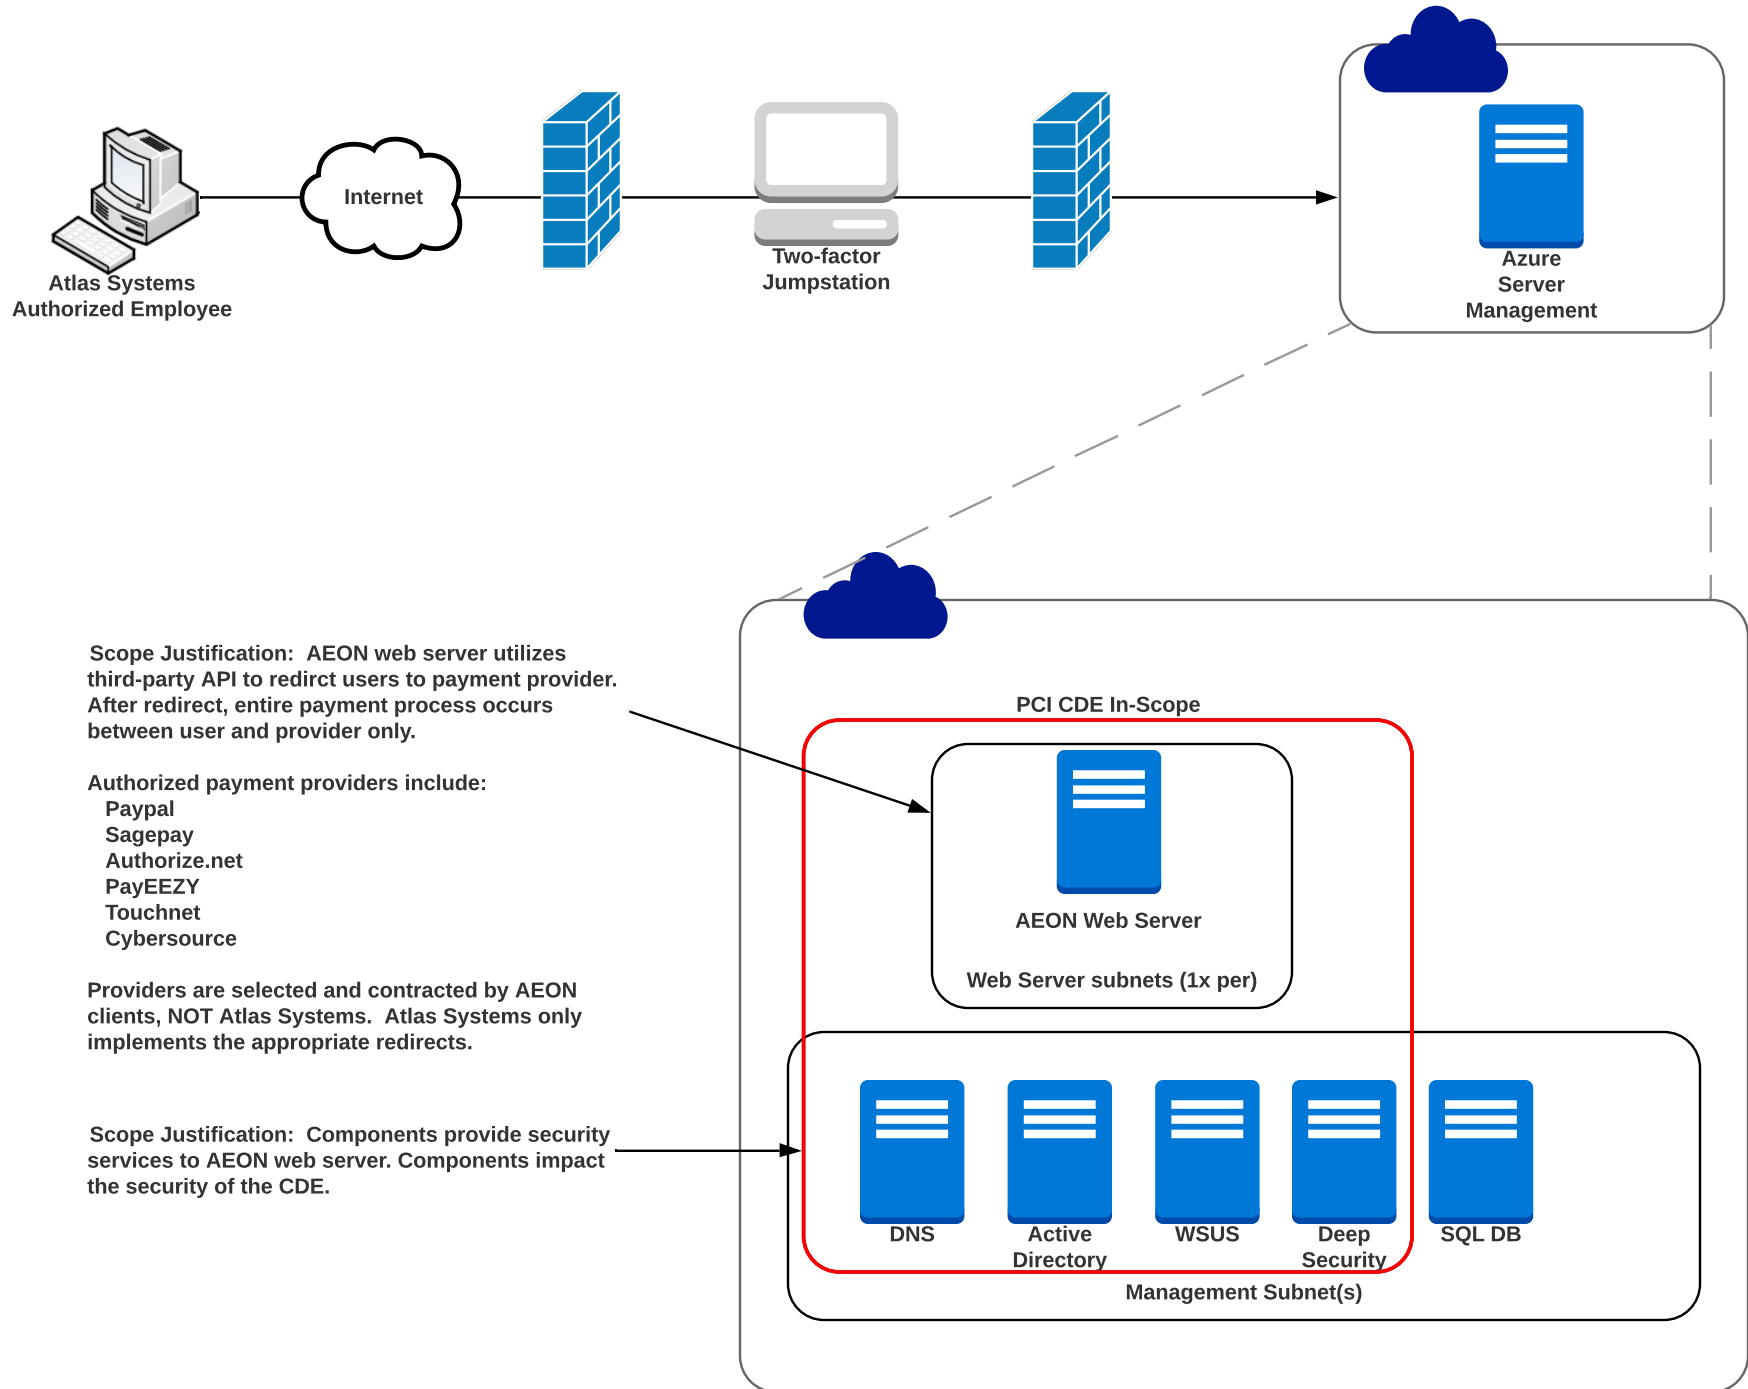 Internet
Atlas Systems
Authorized Employee
Two-factor
Jumpstation
Azure
Server
Management
Scope Justification:  AEON web server utilizes
third-party API to redirct users to payment provider.
After redirect, entire payment process occurs
between user and provider only.
Authorized payment providers include:
Paypal
Sagepay
Authorize.net
PayEEZY
Touchnet
Cybersource
Providers are selected and contracted by AEON
clients, NOT Atlas Systems.  Atlas Systems only
implements the appropriate redirects.
Scope Justification:  Components provide security
services to AEON web server. Components impact
the security of the CDE.
PCI CDE In-Scope
AEON Web Server
Web Server subnets (1x per)
DNS
Active
Directory
WSUS
Deep
Security
SQL DB
Management Subnet(s)